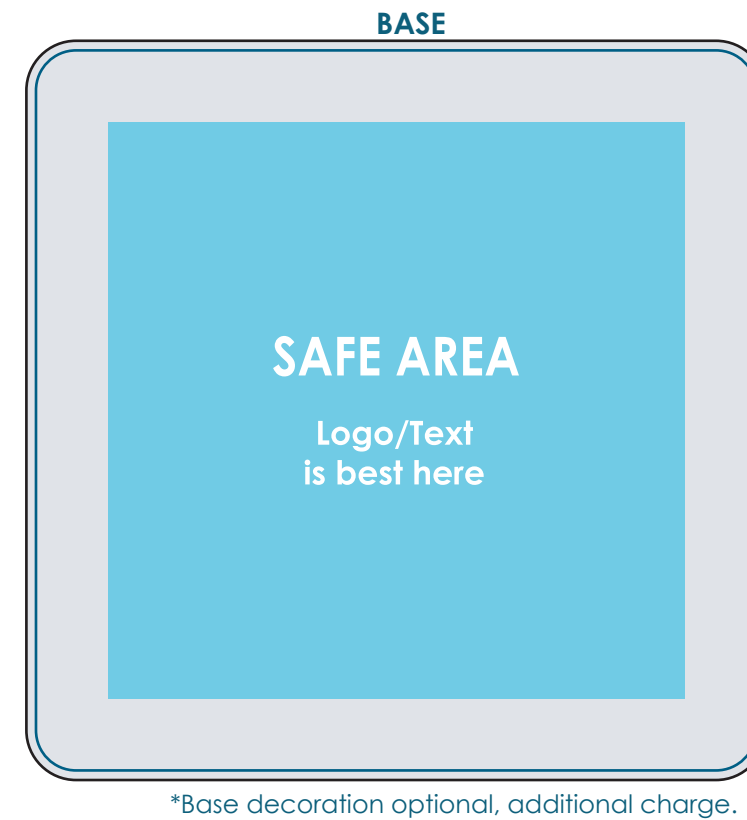 BASE
SAFE AREA
Logo/Text
is best here
*Base decoration optional, additional charge.